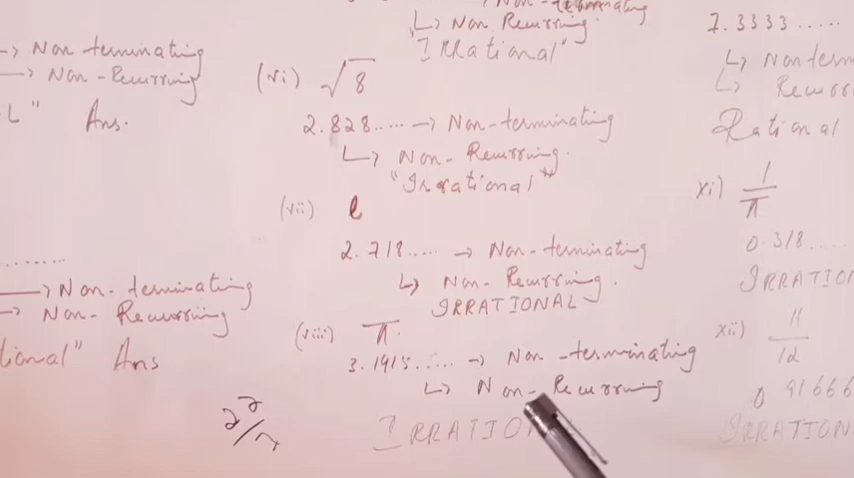 → Non terminating
→ Non-Recurring
L" Ans.
........
→ Non-terminating
→ Non-Recurring
tional" Ans
22/7
Non-terminating
↳ Non Recurring.
"Irrational"
(vi) √8
2.828..... → Non-terminating
↳ Non-Recurring.
"Irrational"
(vii) e
2.718..... → Non-terminating
↳ Non-Recurring.
IRRATIONAL
(viii) π.
3.1415..... → Non-terminating
↳ Non-Recurring
IRRATIO
7.3333.....
↳ Non term
↳ Recurr
Rational
xi) 1/π
0.318....
IRRATION
xii) 11/12
0 91666
IRRATION